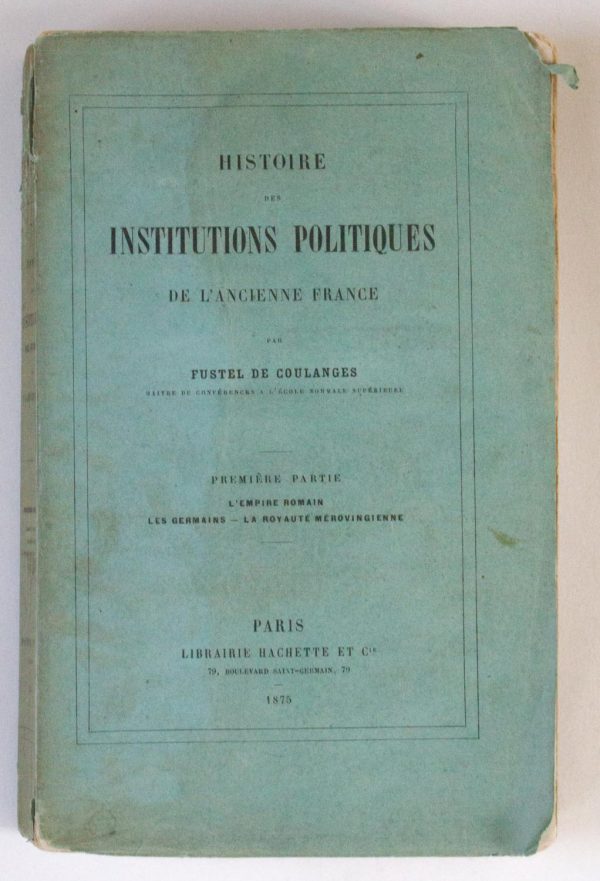 HISTOIRE
DES
INSTITUTIONS POLITIQUES
DE L'ANCIENNE FRANCE
PAR
FUSTEL DE COULANGES
MAITRE DE CONFÉRENCES A L'ÉCOLE NORMALE SUPÉRIEURE
PREMIÈRE PARTIE
L'EMPIRE ROMAIN
LES GERMAINS — LA ROYAUTÉ MÉROVINGIENNE
PARIS
LIBRAIRIE HACHETTE ET Cie
79, BOULEVARD SAINT-GERMAIN, 79
1875